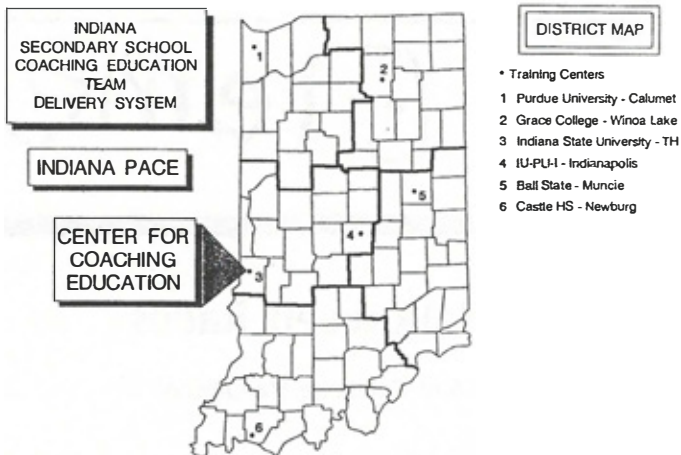 INDIANA
SECONDARY SCHOOL
COACHING EDUCATION
TEAM
DELIVERY SYSTEM
INDIANA PACE
CENTER FOR
COACHING
EDUCATION
1
2
3
4
5
6
DISTRICT MAP
• Training Centers
1 Purdue University - Calumet
2 Grace College - Winoa Lake
3 Indiana State University - TH
4 IU-PU-I - Indianapolis
5 Ball State - Muncie
6 Castle HS - Newburg